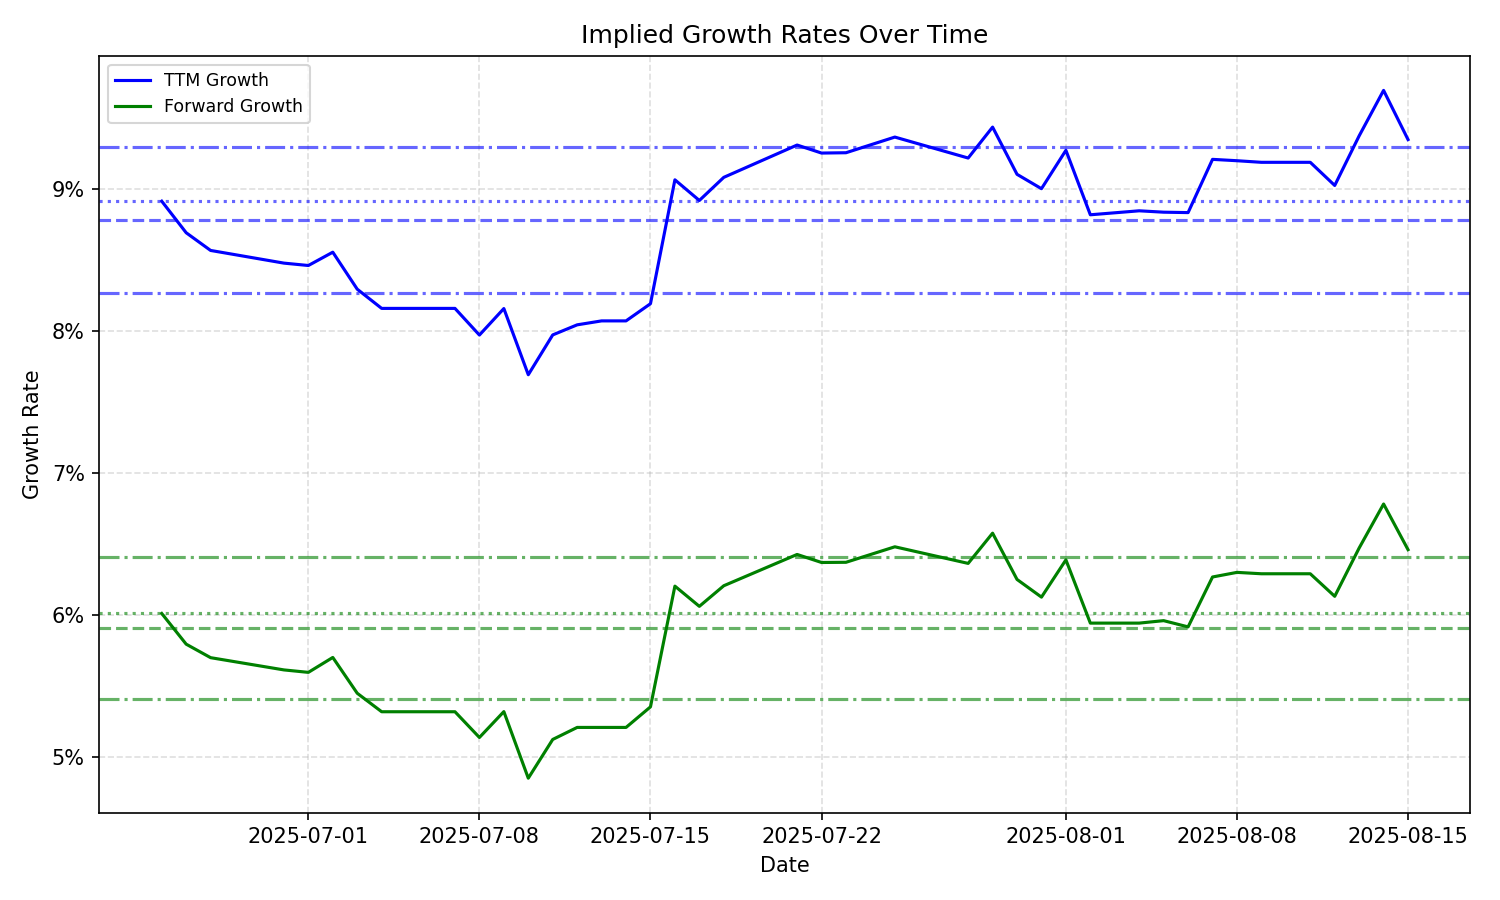 Implied Growth Rates Over Time
TTM Growth
Forward Growth
9%
8%
7%
6%
5%
Growth Rate
2025-07-01
2025-07-08
2025-07-15
2025-07-22
2025-08-01
2025-08-08
2025-08-15
Date